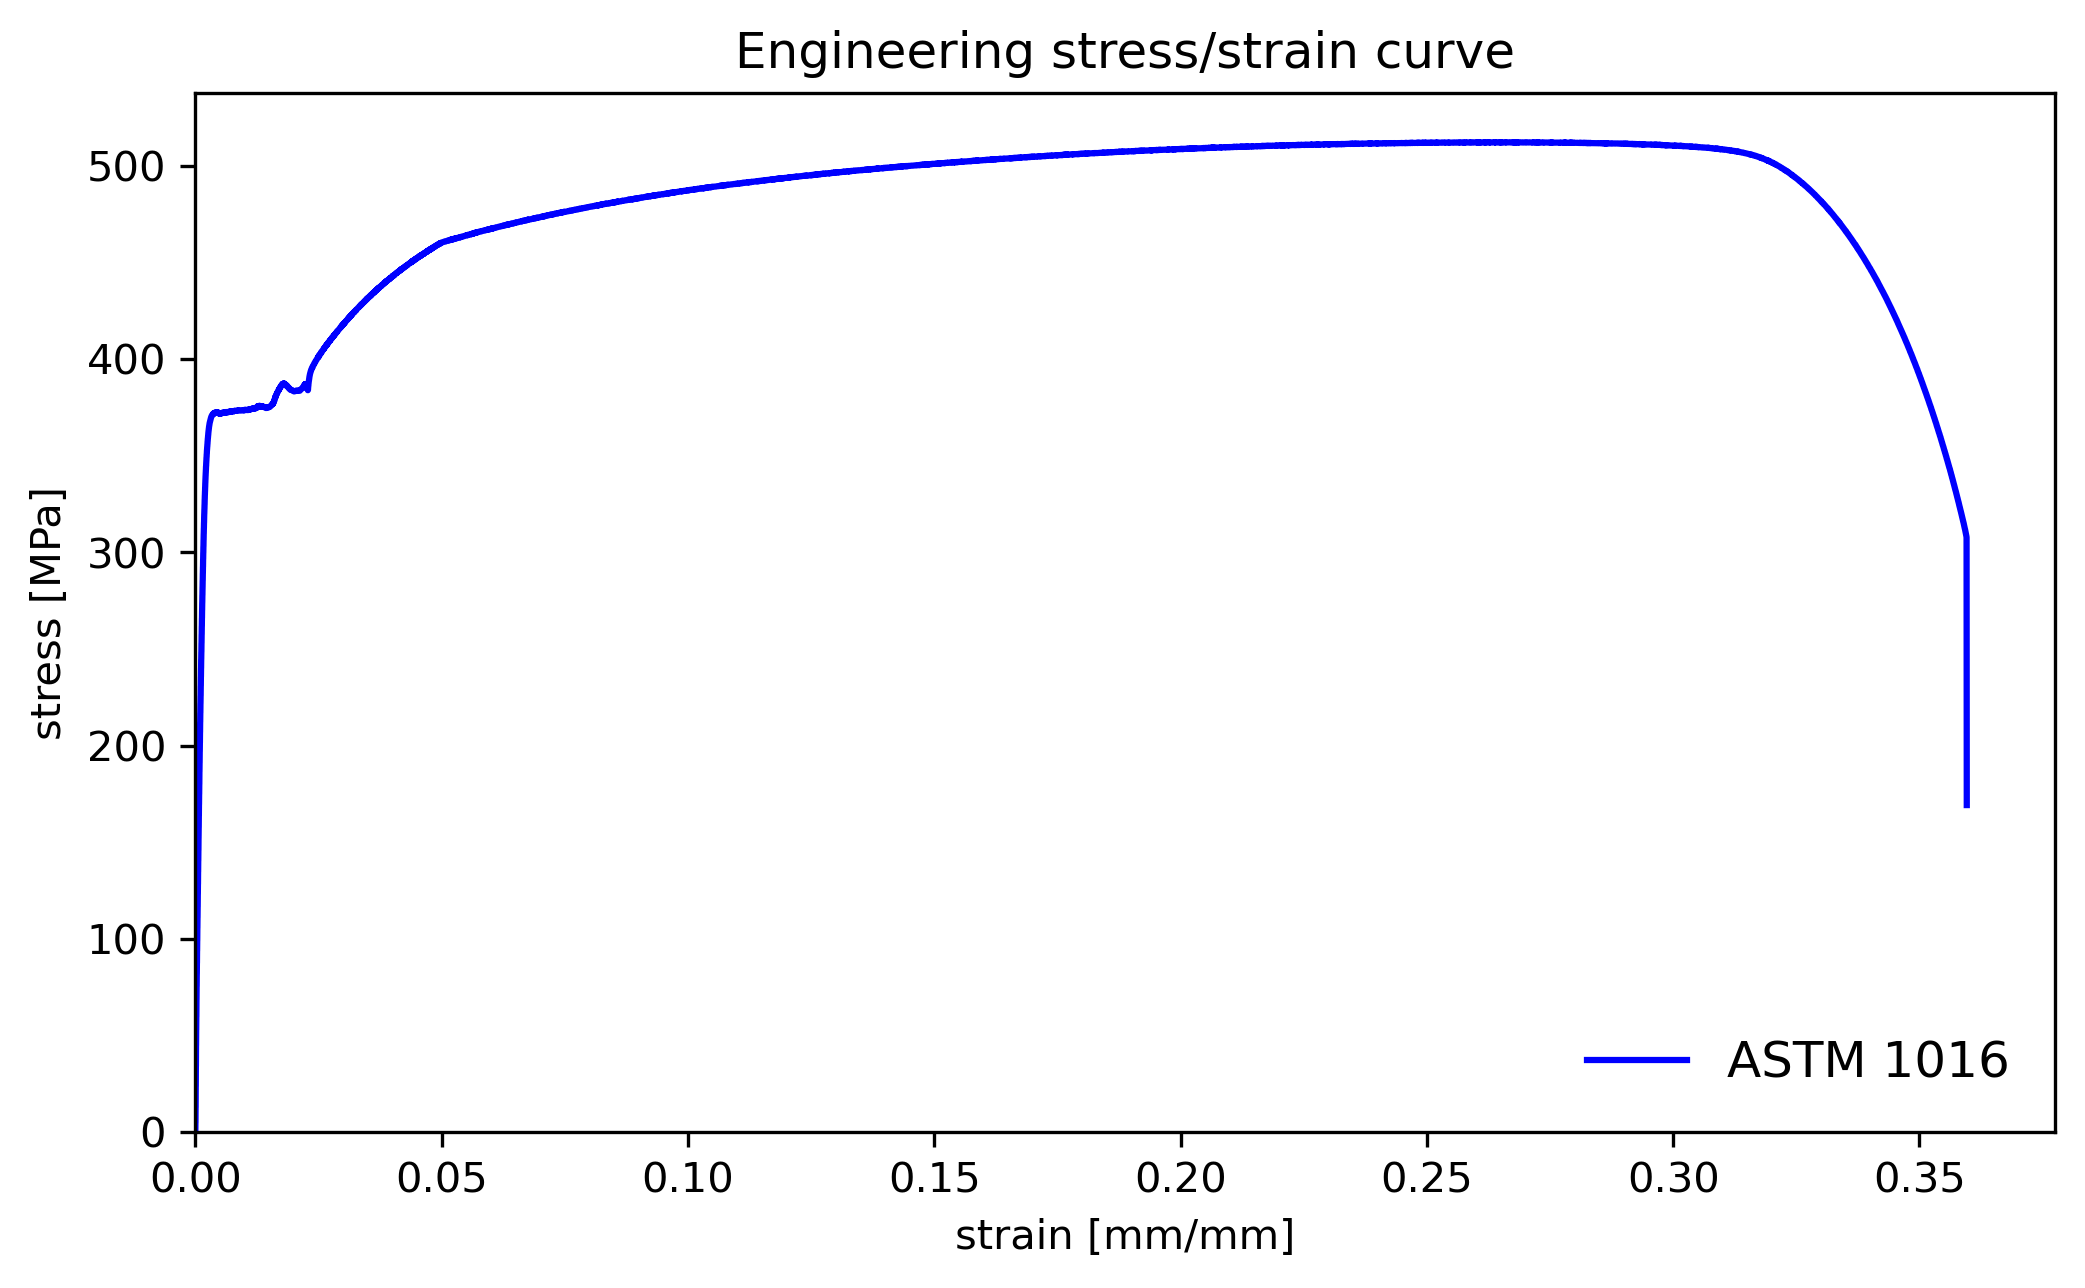 Engineering stress/strain curve
stress [MPa]
500
400
300
200
100
0
0.00 0.05 0.10 0.15 0.20 0.25 0.30 0.35
strain [mm/mm]
ASTM 1016